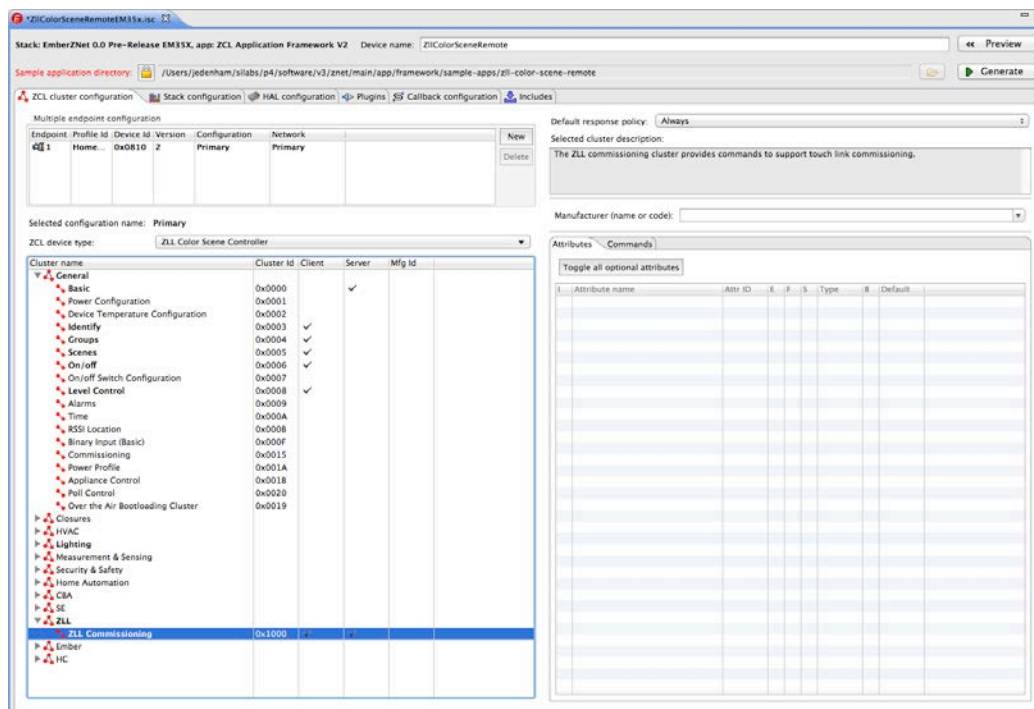 *ZllColorSceneRemoteEM35x.isc
Stack: EmberZNet 0.0 Pre-Release EM35X, app: ZCL Application Framework V2 Device name: ZllColorSceneRemote Preview
Sample application directory: /Users/jedenham/silabs/p4/software/v3/znet/main/app/framework/sample-apps/zll-color-scene-remote Generate
ZCL cluster configuration Stack configuration HAL configuration Plugins Callback configuration Includes
Multiple endpoint configuration
Endpoint Profile Id Device Id Version Configuration Network
1 Home... 0x0810 2 Primary Primary
New
Delete
Selected configuration name: Primary
ZCL device type: ZLL Color Scene Controller
Cluster name Cluster Id Client Server Mfg Id
General
Basic 0x0000
Power Configuration 0x0001
Device Temperature Configuration 0x0002
Identify 0x0003
Groups 0x0004
Scenes 0x0005
On/off 0x0006
On/off Switch Configuration 0x0007
Level Control 0x0008
Alarms 0x0009
Time 0x000A
RSSI Location 0x000B
Binary Input (Basic) 0x000F
Commissioning 0x0015
Power Profile 0x001A
Appliance Control 0x001B
Poll Control 0x0020
Over the Air Bootloading Cluster 0x0019
Closures
HVAC
Lighting
Measurement & Sensing
Security & Safety
Home Automation
CBA
SE
ZLL
ZLL Commissioning 0x1000
Ember
HC
Default response policy: Always
Selected cluster description:
The ZLL commissioning cluster provides commands to support touch link commissioning.
Manufacturer (name or code):
Attributes Commands
Toggle all optional attributes
I Attribute name Attr ID E F S Type B Default